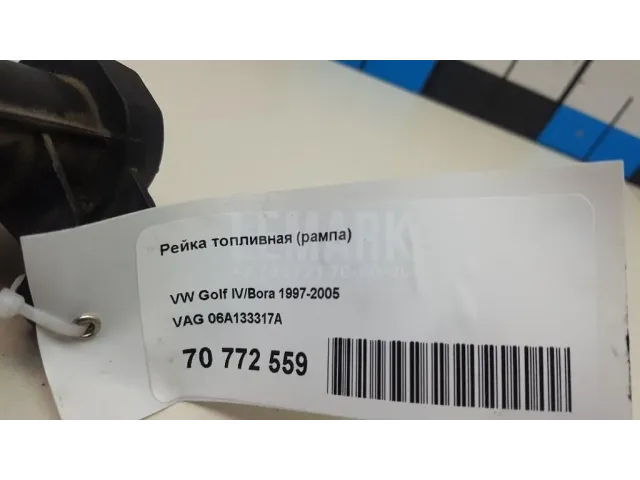 Рейка топливная (рампа)
VW Golf IV/Bora 1997-2005
VAG 06A133317A
70 772 559